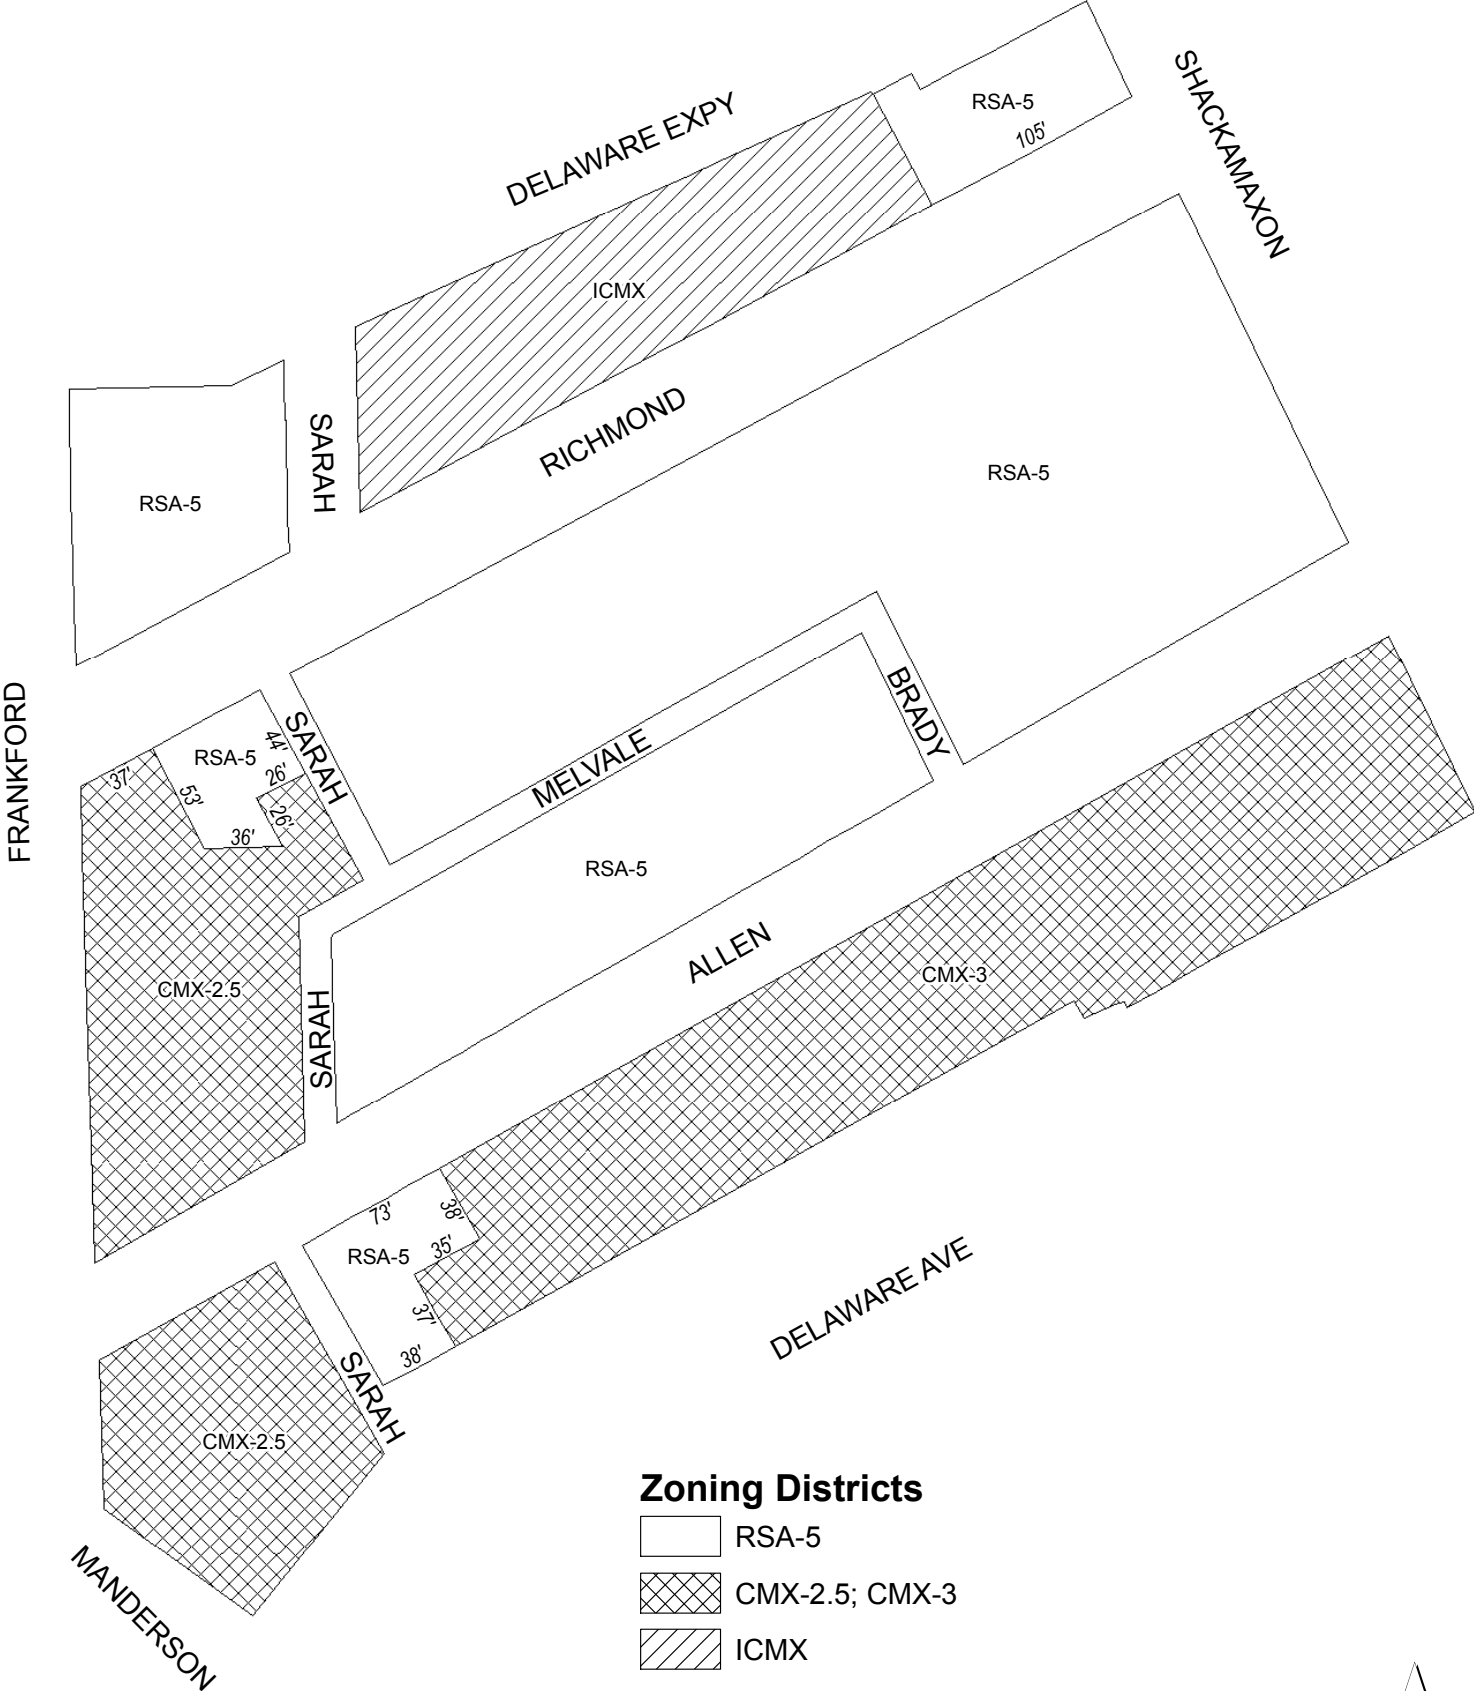 SHACKAMAXON
DELAWARE EXPY
RSA-5
105'
ICMX
RICHMOND
SARAH
RSA-5
RSA-5
FRANKFORD
SARAH
44'
RSA-5
37'
26'
53'
26'
36'
BRADY
MELVALE
RSA-5
ALLEN
CMX-3
CMX-2.5
SARAH
73'
38'
35'
RSA-5
37'
38'
DELAWARE AVE
SARAH
CMX-2.5
MANDERSON
Zoning Districts
RSA-5
CMX-2.5; CMX-3
ICMX